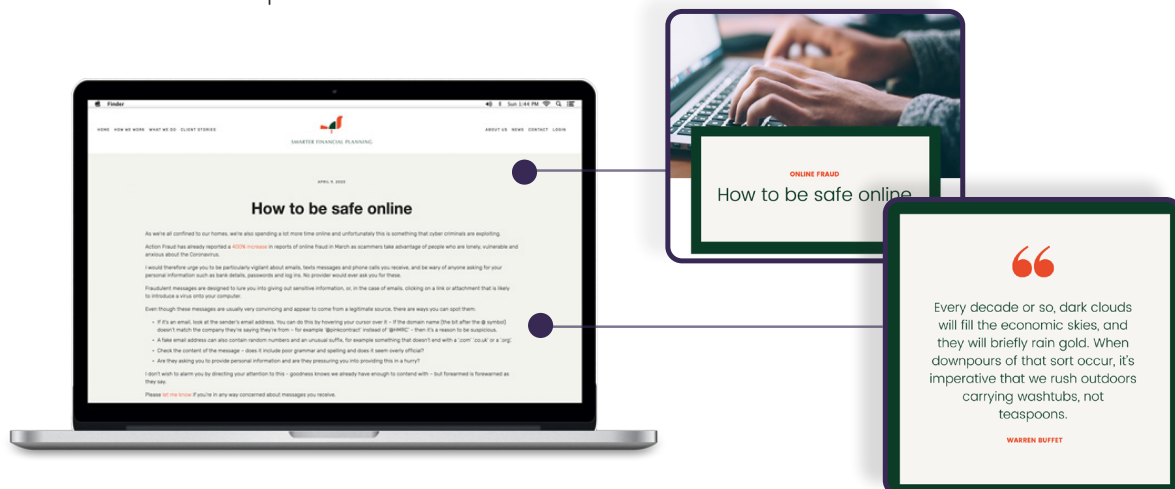 Finder
Sun 1:44 PM
HOME HOW WE WORK WHAT WE DO CLIENT STORIES
ABOUT US NEWS CONTACT LOGIN
SMARTER FINANCIAL PLANNING
APRIL 9, 2020
How to be safe online
As we're all confined to our homes, we're also spending a lot more time online and unfortunately this is something that cyber criminals are exploiting.
Action Fraud has already reported a 400% increase in reports of online fraud in March as scammers take advantage of people who are lonely, vulnerable and
anxious about the Coronavirus.
I would therefore urge you to be particularly vigilant about emails, texts messages and phone calls you receive, and be wary of anyone asking for your
personal information such as bank details, passwords and log ins. No provider would ever ask you for these.
Fraudulent messages are designed to lure you into giving out sensitive information, or, in the case of emails, clicking on a link or attachment that is likely
to introduce a virus onto your computer.
Even though these messages are usually very convincing and appear to come from a legitimate source, there are ways you can spot them:
• If it's an email, look at the sender's email address. You can do this by hovering your cursor over it – If the domain name [the bit after the @ symbol]
doesn't match the company they're saying they're from – for example '@pinkcontract' instead of '@HMRC' - then it's a reason to be suspicious.
• A fake email address can also contain random numbers and an unusual suffix, for example something that doesn't end with a '.com' '.co.uk' or a '.org'.
• Check the content of the message – does it include poor grammar and spelling and does it seem overly official?
• Are they asking you to provide personal information and are they pressuring you into providing this in a hurry?
I don't wish to alarm you by directing your attention to this – goodness knows we already have enough to contend with – but forearmed is forewarned as
they say.
Please let me know if you're in any way concerned about messages you receive.
ONLINE FRAUD
How to be safe online
“
Every decade or so, dark clouds
will fill the economic skies, and
they will briefly rain gold. When
downpours of that sort occur, it's
imperative that we rush outdoors
carrying washtubs, not
teaspoons.
WARREN BUFFET